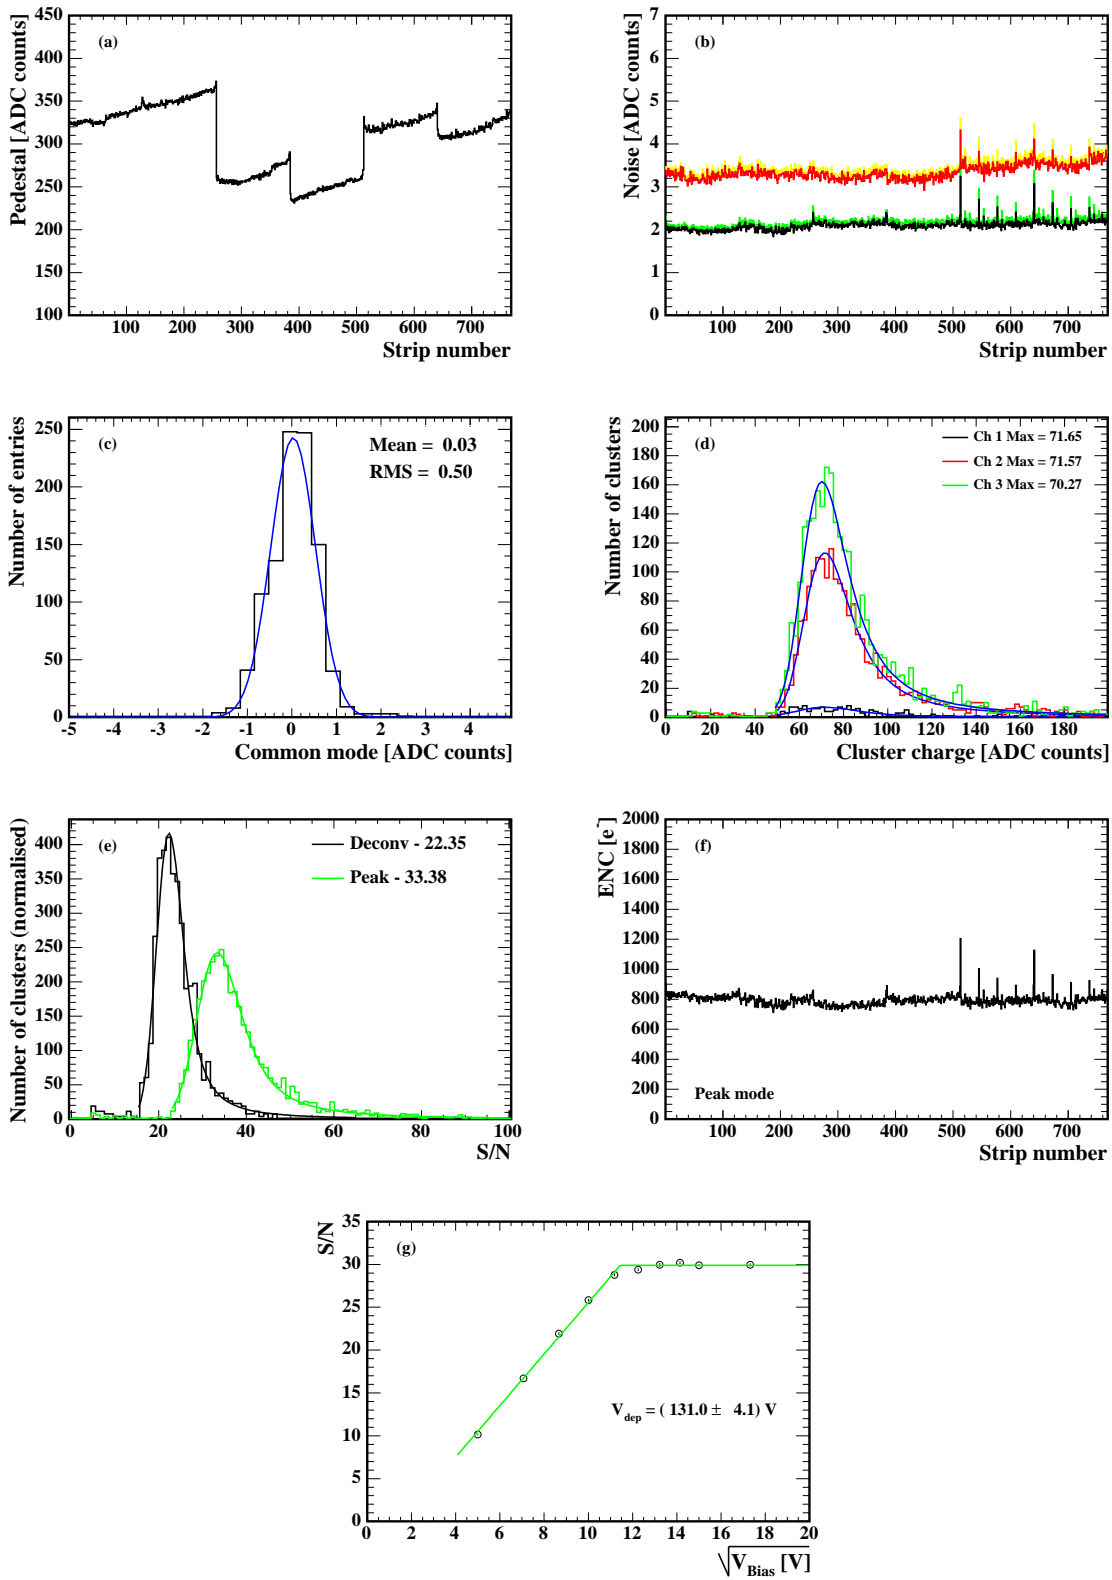 (a)
Pedestal [ADC counts]
450
400
350
300
250
200
150
100
100 200 300 400 500 600 700
Strip number
(b)
Noise [ADC counts]
7
6
5
4
3
2
1
0
100 200 300 400 500 600 700
Strip number
(c)
Mean = 0.03
RMS = 0.50
Number of entries
250
200
150
100
50
0
-5 -4 -3 -2 -1 0 1 2 3 4
Common mode [ADC counts]
(d)
Ch 1 Max = 71.65
Ch 2 Max = 71.57
Ch 3 Max = 70.27
Number of clusters
200
180
160
140
120
100
80
60
40
20
0
0 20 40 60 80 100 120 140 160 180
Cluster charge [ADC counts]
(e)
Deconv - 22.35
Peak - 33.38
Number of clusters (normalised)
400
350
300
250
200
150
100
50
0
0 20 40 60 80 100
S/N
(f)
ENC [e-]
2000
1800
1600
1400
1200
1000
800
600
400
200
0
Peak mode
100 200 300 400 500 600 700
Strip number
(g)
S/N
35
30
25
20
15
10
5
0
Vdep = ( 131.0 ± 4.1) V
0 2 4 6 8 10 12 14 16 18 20
√VBias [V]